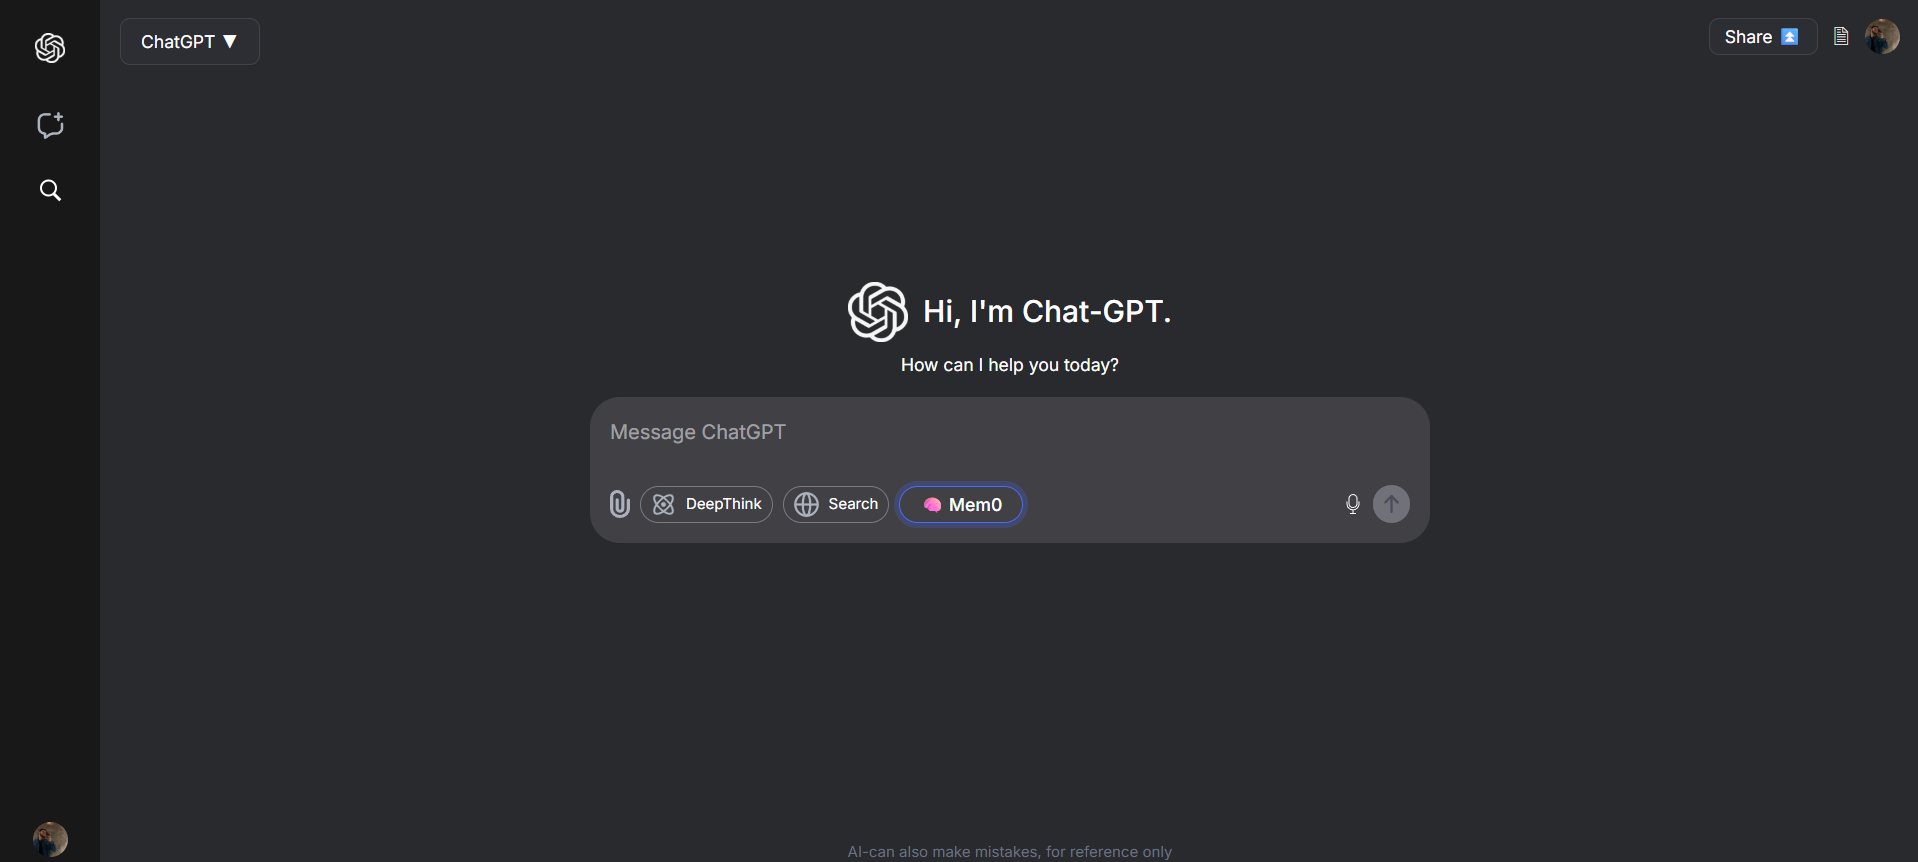 ChatGPT ▼
Share
Hi, I'm Chat-GPT.
How can I help you today?
Message ChatGPT
DeepThink
Search
Mem0
AI-can also make mistakes, for reference only